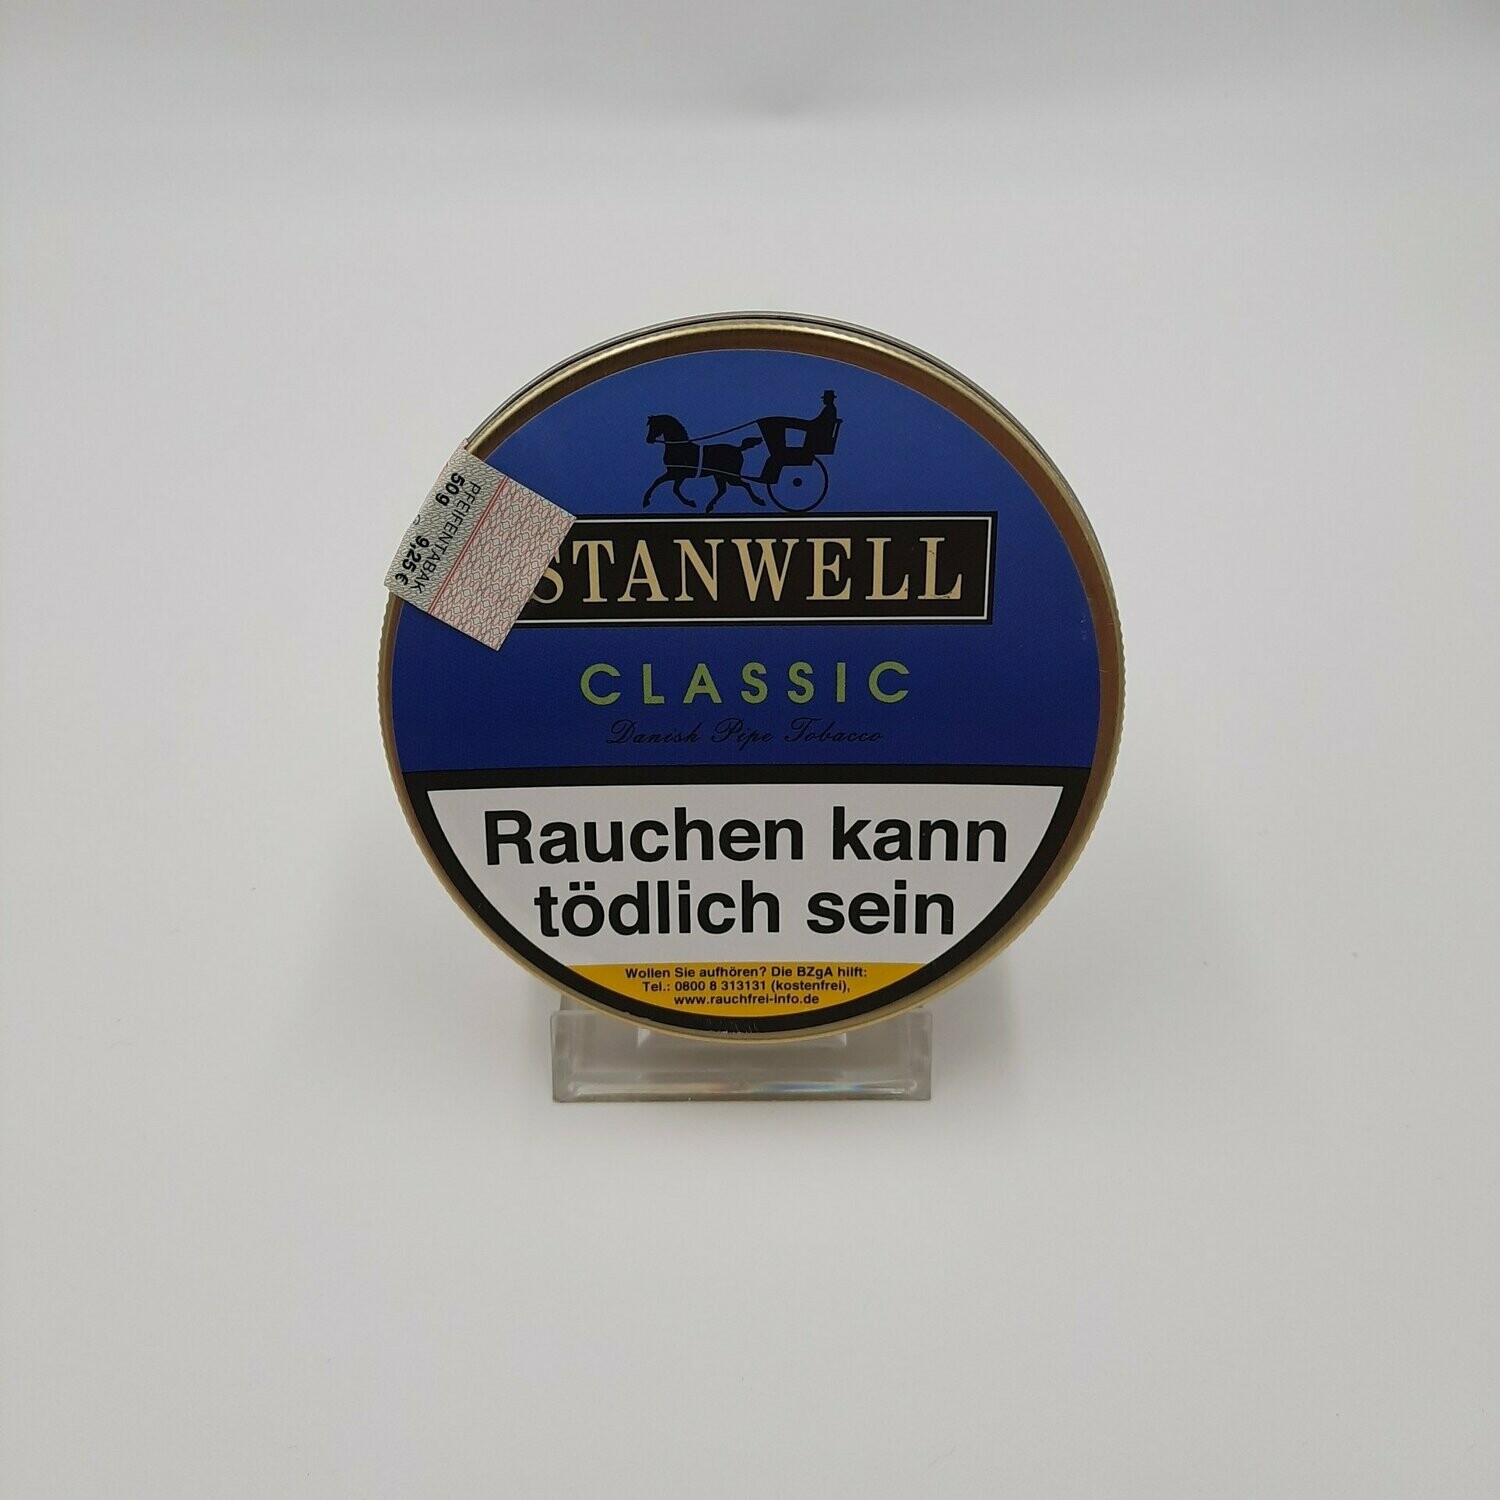 PFEIFENTABAK
50g 9,25 €
STANWELL
CLASSIC
Danish Pipe Tobacco
Rauchen kann
tödlich sein
Wollen Sie aufhören? Die BZgA hilft:
Tel.: 0800 8 313131 (kostenfrei),
www.rauchfrei-info.de